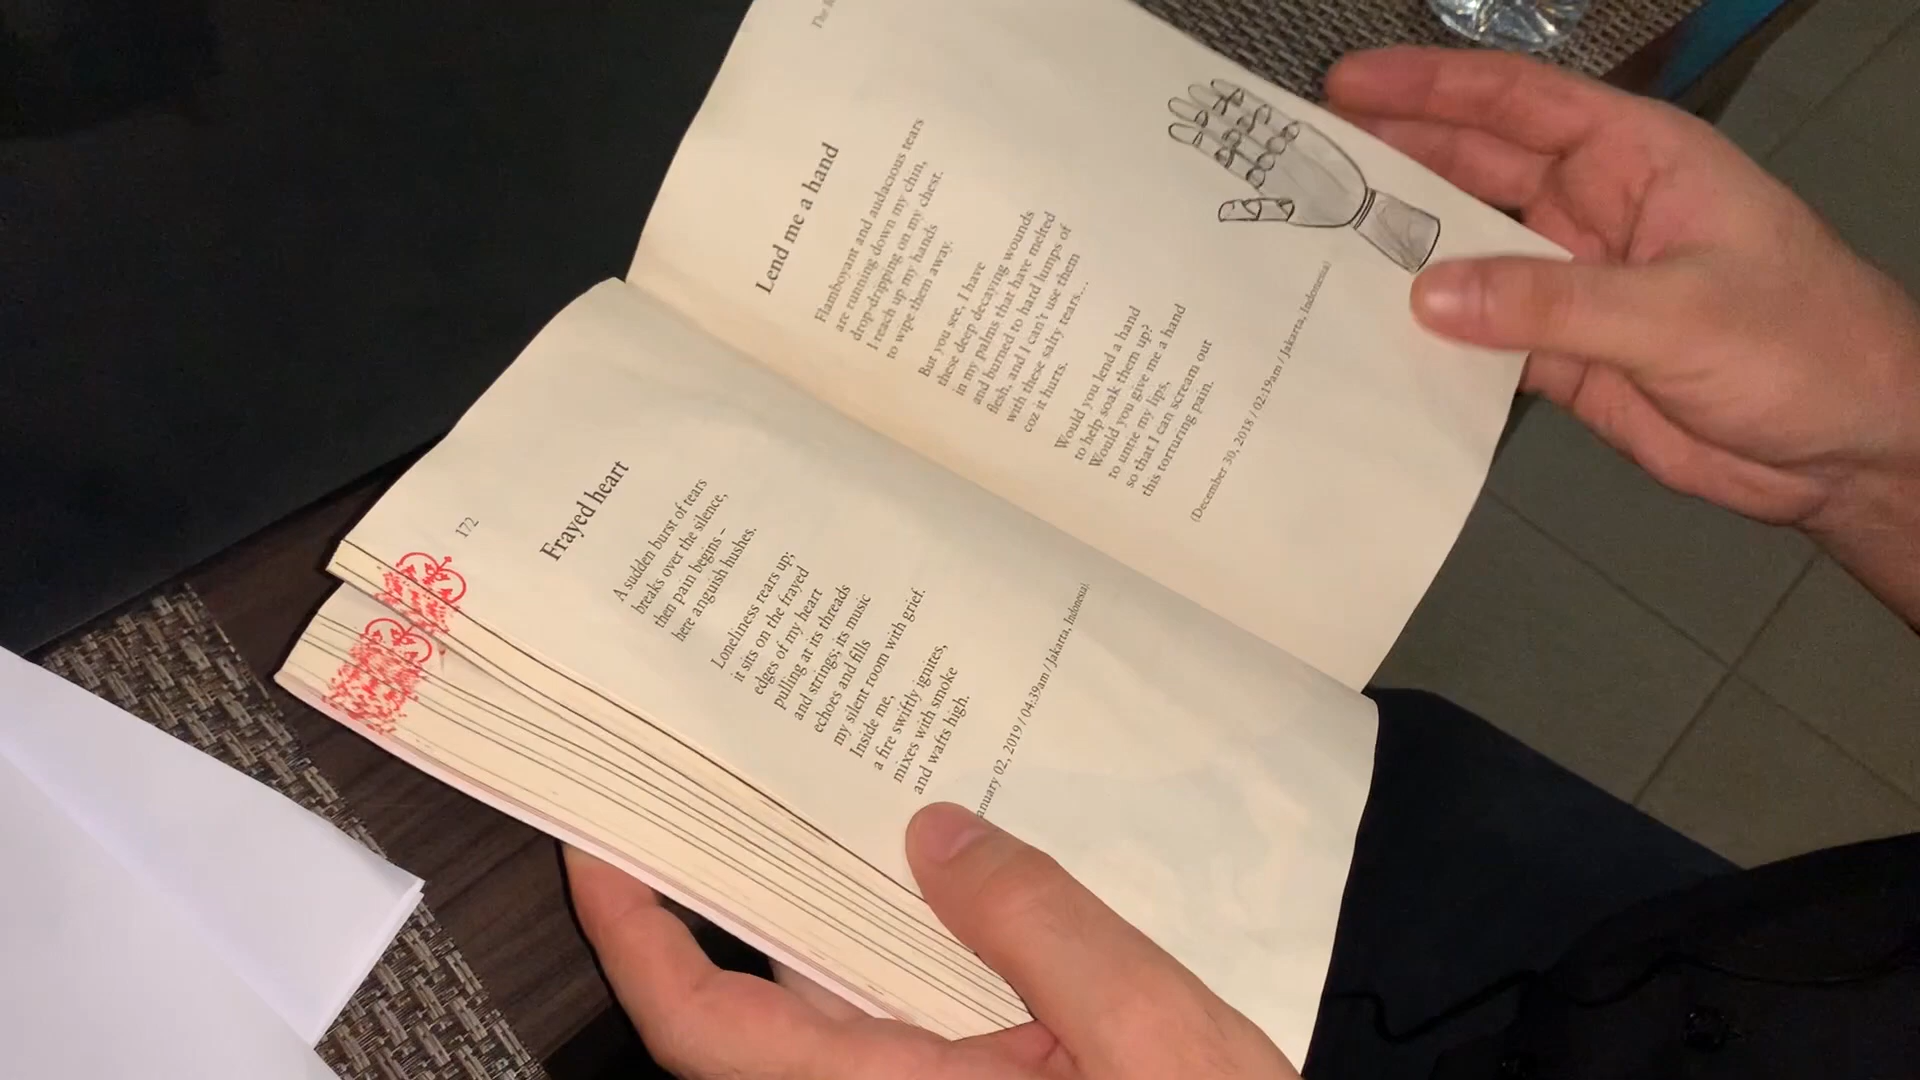 172
Frayed heart
A sudden burst of tears
breaks over the silence,
then pain begins –
here anguish hushes.
Loneliness rears up;
it sits on the frayed
edges of my heart
pulling at its threads
and strings; its music
echoes and fills
my silent room with grief.
Inside me,
a fire swiftly ignites,
mixes with smoke
and wafts high.
anuary 02, 2019 / 04:39am / Jakarta, Indonesia)
The
Lend me a hand
Flamboyant and audacious tears
are running down my chin,
drop-dripping on my chest.
I reach up my hands
to wipe them away.
But you see, I have
these deep decaying wounds
in my palms that have melted
and burned to hard lumps of
flesh, and I can't use them
with these salty tears...
coz it hurts.
Would you lend a hand
to help soak them up?
Would you give me a hand
to untie my lips,
so that I can scream out
this torturing pain.
(December 30, 2018 / 02:19am / Jakarta, Indonesia)